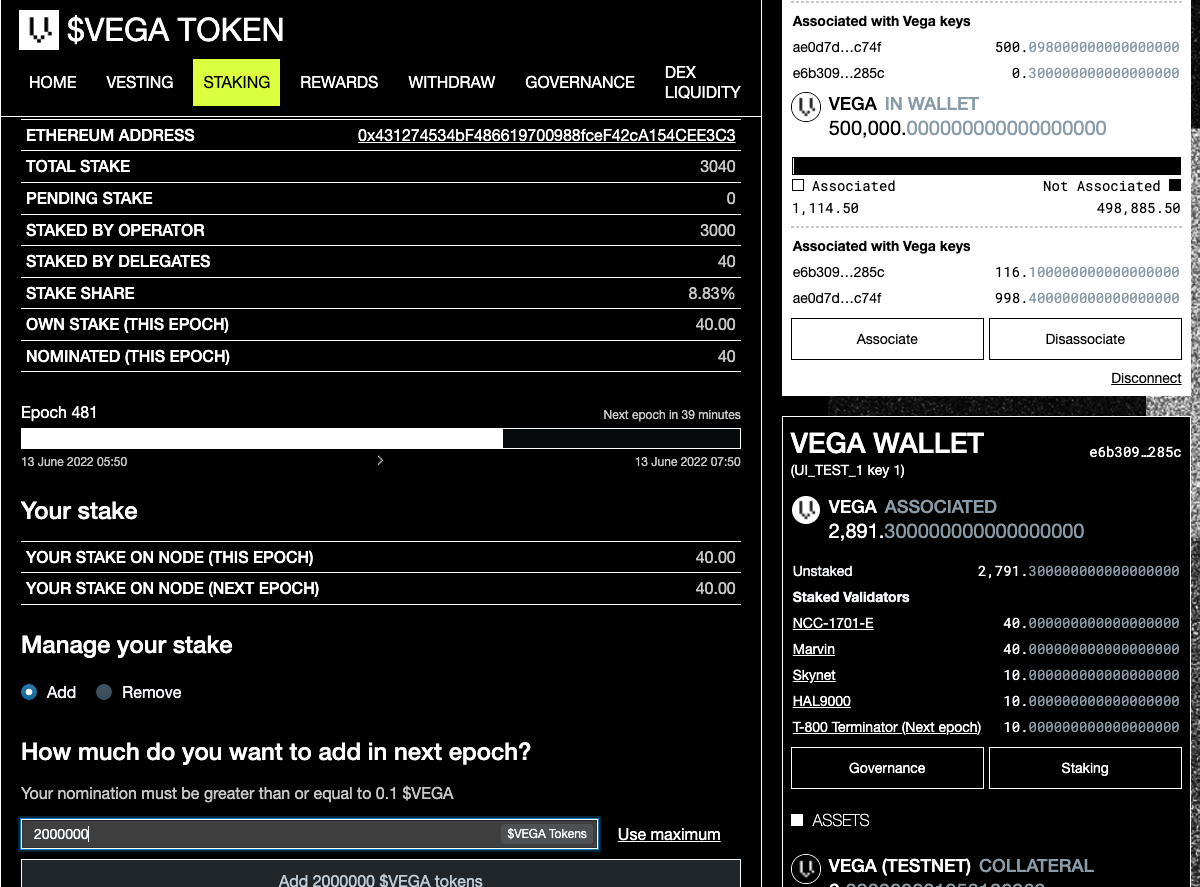 $VEGA TOKEN
HOME VESTING STAKING REWARDS WITHDRAW GOVERNANCE DEX LIQUIDITY
ETHEREUM ADDRESS 0x431274534bF486619700988fceF42cA154CEE3C3
TOTAL STAKE 3040
PENDING STAKE 0
STAKED BY OPERATOR 3000
STAKED BY DELEGATES 40
STAKE SHARE 8.83%
OWN STAKE (THIS EPOCH) 40.00
NOMINATED (THIS EPOCH) 40
Epoch 481 Next epoch in 39 minutes
13 June 2022 05:50 13 June 2022 07:50
Your stake
YOUR STAKE ON NODE (THIS EPOCH) 40.00
YOUR STAKE ON NODE (NEXT EPOCH) 40.00
Manage your stake
Add Remove
How much do you want to add in next epoch?
Your nomination must be greater than or equal to 0.1 $VEGA
2000000 $VEGA Tokens Use maximum
Add 2000000 $VEGA tokens
Associated with Vega keys
ae0d7d…c74f 500.098000000000000000
e6b309…285c 0.300000000000000000
VEGA IN WALLET
500,000.000000000000000000
Associated Not Associated
1,114.50 498,885.50
Associated with Vega keys
e6b309…285c 116.100000000000000000
ae0d7d…c74f 998.400000000000000000
Associate Disassociate
Disconnect
VEGA WALLET e6b309…285c
(UI_TEST_1 key 1)
VEGA ASSOCIATED
2,891.300000000000000000
Unstaked 2,791.300000000000000000
Staked Validators
NCC-1701-E 40.000000000000000000
Marvin 40.000000000000000000
Skynet 10.000000000000000000
HAL9000 10.000000000000000000
T-800 Terminator (Next epoch) 10.000000000000000000
Governance Staking
ASSETS
VEGA (TESTNET) COLLATERAL